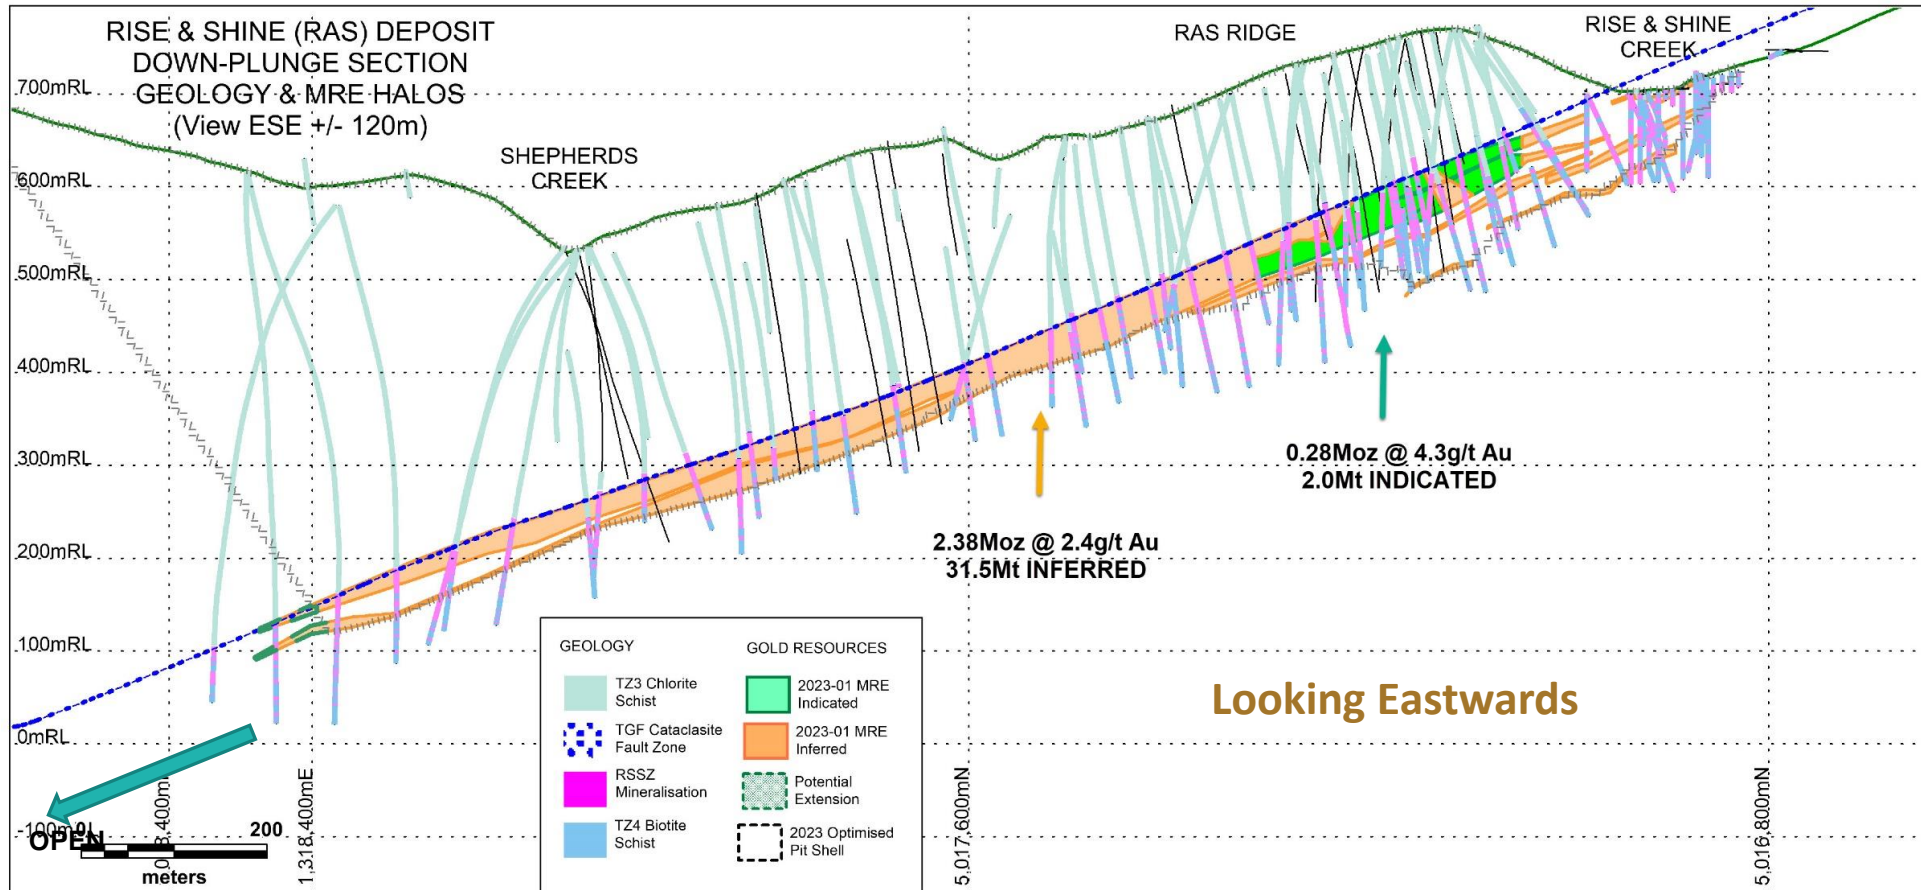 RISE & SHINE (RAS) DEPOSIT
DOWN-PLUNGE SECTION
GEOLOGY & MRE HALOS
(View ESE +/- 120m)
RAS RIDGE
RISE & SHINE
CREEK
SHEPHERDS
CREEK
700mRL
600mRL
500mRL
400mRL
300mRL
200mRL
100mRL
0mRL
-100m
OPEN
0
200
meters
400m
1,318,400mE
5,017,600mN
5,016,800mN
0.28Moz @ 4.3g/t Au
2.0Mt INDICATED
2.38Moz @ 2.4g/t Au
31.5Mt INFERRED
Looking Eastwards
GEOLOGY
TZ3 Chlorite
Schist
TGF Cataclasite
Fault Zone
RSSZ
Mineralisation
TZ4 Biotite
Schist
GOLD RESOURCES
2023-01 MRE
Indicated
2023-01 MRE
Inferred
Potential
Extension
2023 Optimised
Pit Shell